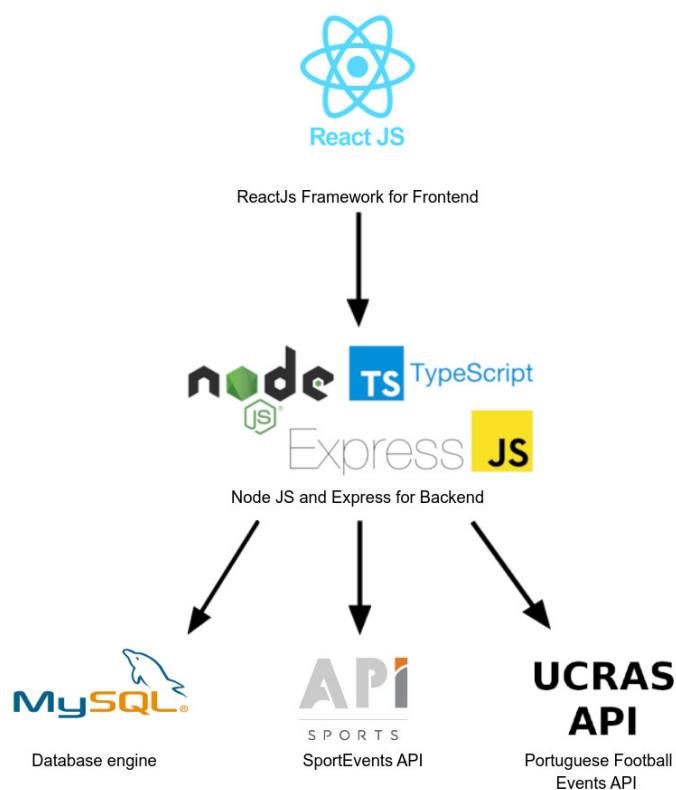 React JS
ReactJs Framework for Frontend
node
JS
TS TypeScript
Express JS
Node JS and Express for Backend
MySQL
API
SPORTS
UCRAS
API
Database engine
SportEvents API
Portuguese Football
Events API